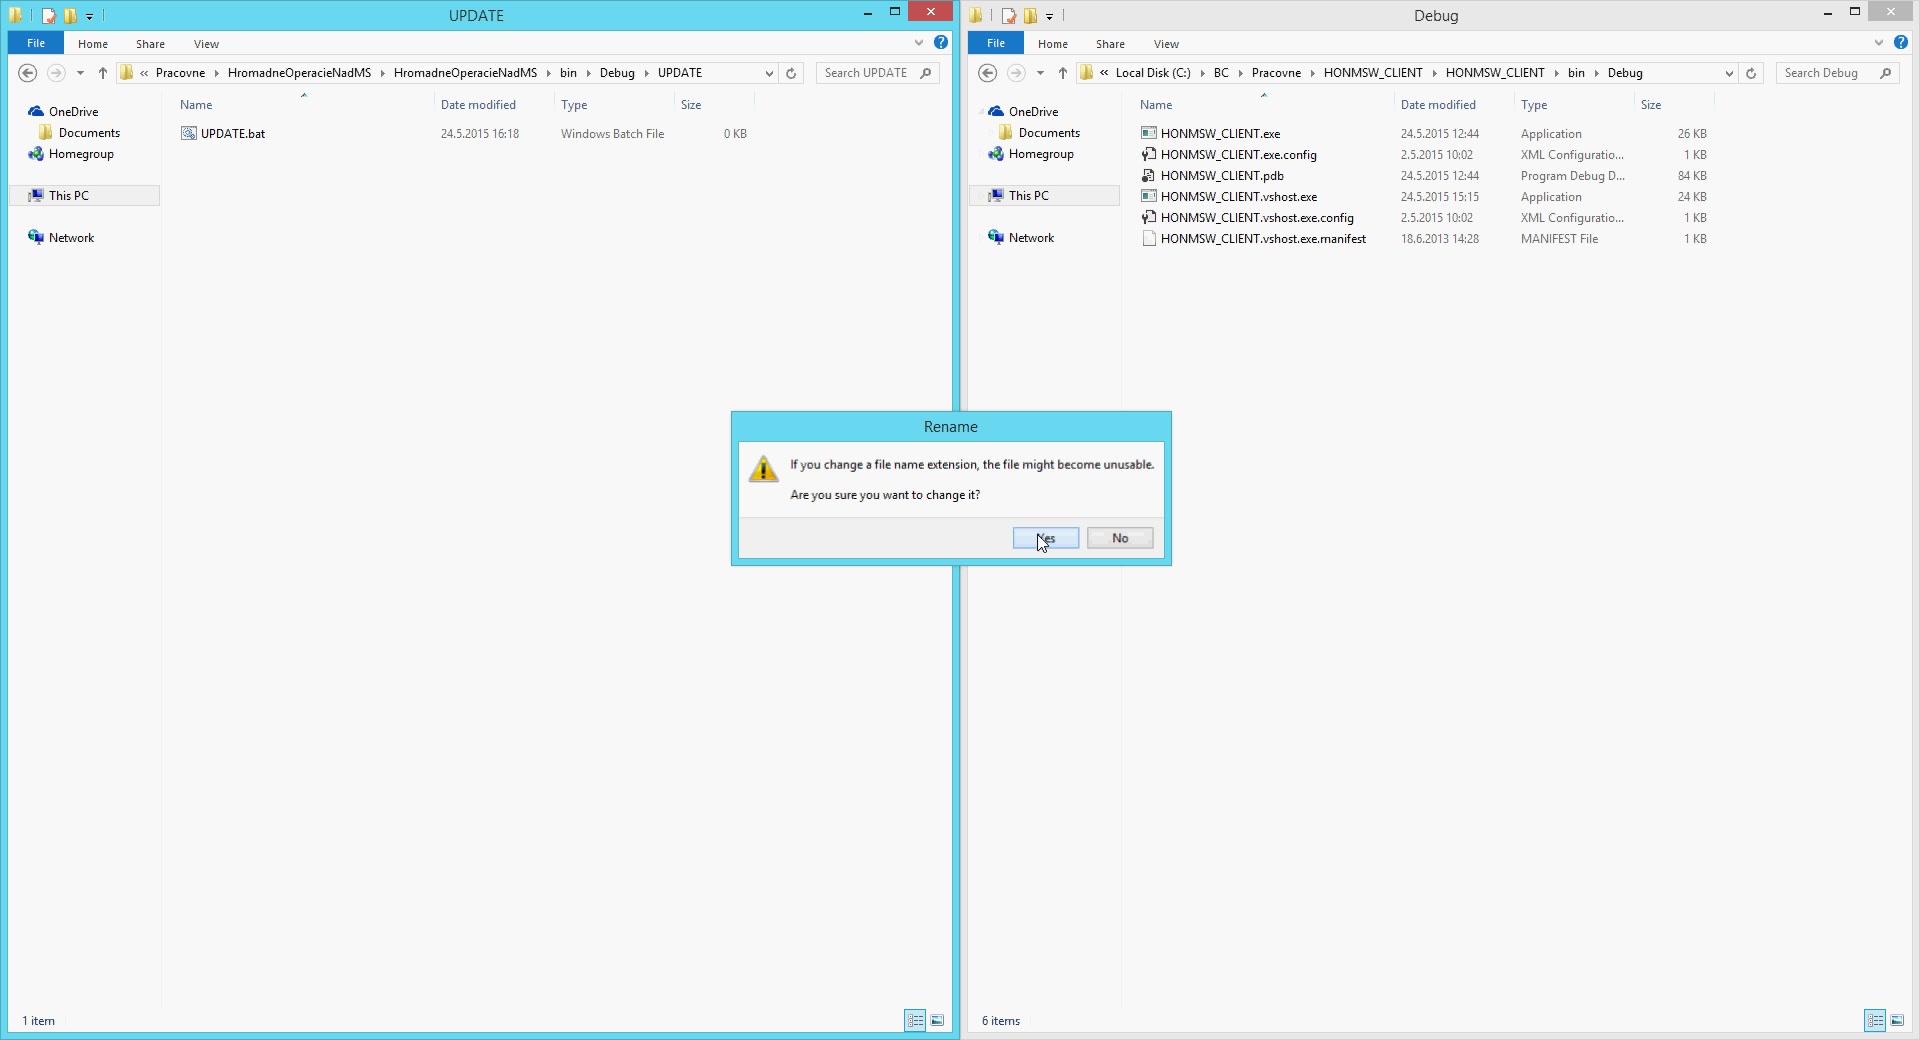 UPDATE
File Home Share View
« Pracovne HromadneOperacieNadMS HromadneOperacieNadMS bin Debug UPDATE
Search UPDATE
OneDrive
Documents
Homegroup
This PC
Network
Name Date modified Type Size
UPDATE.bat 24.5.2015 16:18 Windows Batch File 0 KB
1 item
Debug
File Home Share View
« Local Disk (C:) BC Pracovne HONMSW_CLIENT HONMSW_CLIENT bin Debug
Search Debug
OneDrive
Documents
Homegroup
This PC
Network
Name Date modified Type Size
HONMSW_CLIENT.exe 24.5.2015 12:44 Application 26 KB
HONMSW_CLIENT.exe.config 2.5.2015 10:02 XML Configuratio... 1 KB
HONMSW_CLIENT.pdb 24.5.2015 12:44 Program Debug D... 84 KB
HONMSW_CLIENT.vshost.exe 24.5.2015 15:15 Application 24 KB
HONMSW_CLIENT.vshost.exe.config 2.5.2015 10:02 XML Configuratio... 1 KB
HONMSW_CLIENT.vshost.exe.manifest 18.6.2013 14:28 MANIFEST File 1 KB
6 items
Rename
If you change a file name extension, the file might become unusable.
Are you sure you want to change it?
Yes No